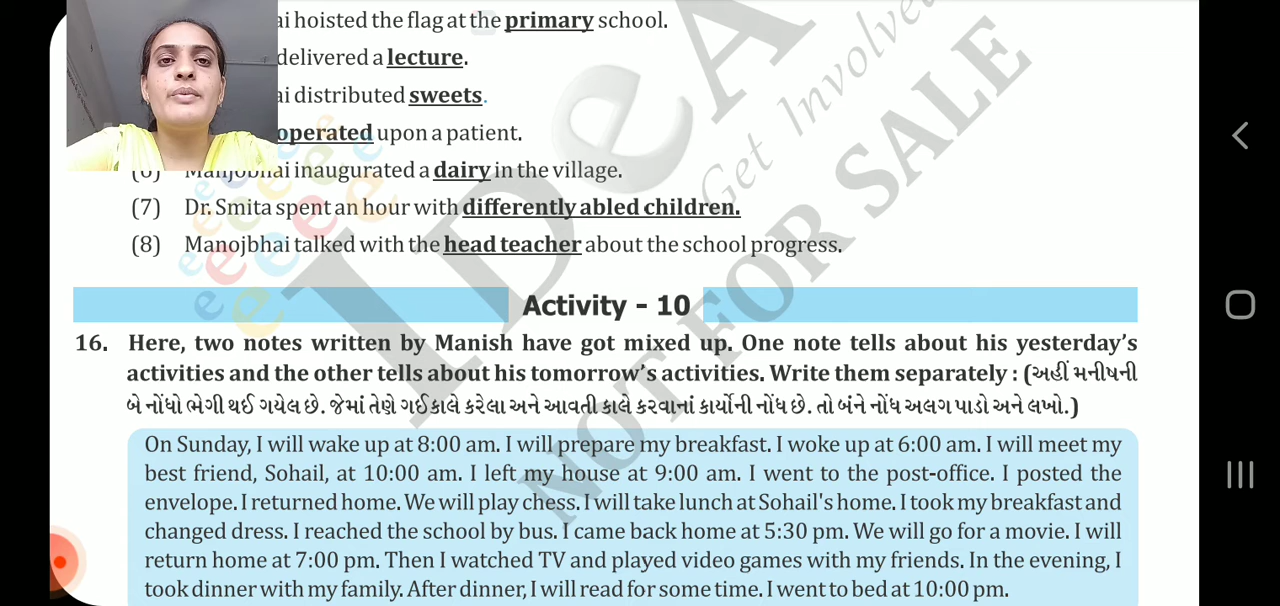 ai hoisted the flag at the primary school.
delivered a lecture.
ai distributed sweets.
operated upon a patient.
(6) Manjobhai inaugurated a dairy in the village.
(7) Dr. Smita spent an hour with differently abled children.
(8) Manojbhai talked with the head teacher about the school progress.
Activity - 10
16. Here, two notes written by Manish have got mixed up. One note tells about his yesterday's
activities and the other tells about his tomorrow's activities. Write them separately : (અહીં મનીષની
બે નોંધો ભેગી થઈ ગયેલ છે. જેમાં તેણે ગઈકાલે કરેલા અને આવતી કાલે કરવાનાં કાર્યોની નોંધ છે. તો બંને નોંધ અલગ પાડો અને લખો.)
On Sunday, I will wake up at 8:00 am. I will prepare my breakfast. I woke up at 6:00 am. I will meet my
best friend, Sohail, at 10:00 am. I left my house at 9:00 am. I went to the post-office. I posted the
envelope. I returned home. We will play chess. I will take lunch at Sohail's home. I took my breakfast and
changed dress. I reached the school by bus. I came back home at 5:30 pm. We will go for a movie. I will
return home at 7:00 pm. Then I watched TV and played video games with my friends. In the evening, I
took dinner with my family. After dinner, I will read for some time. I went to bed at 10:00 pm.
IDeA
Get Involved
NOT FOR SALE